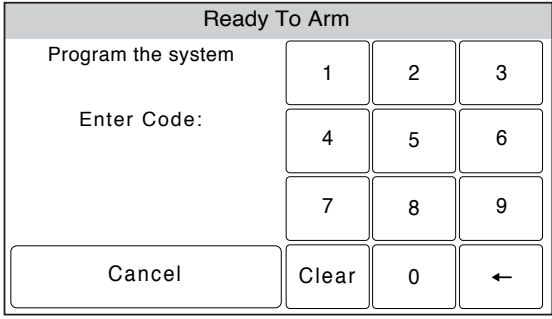 Ready To Arm
Program the system
1 2 3
Enter Code:
4 5 6
7 8 9
Cancel Clear 0 ←